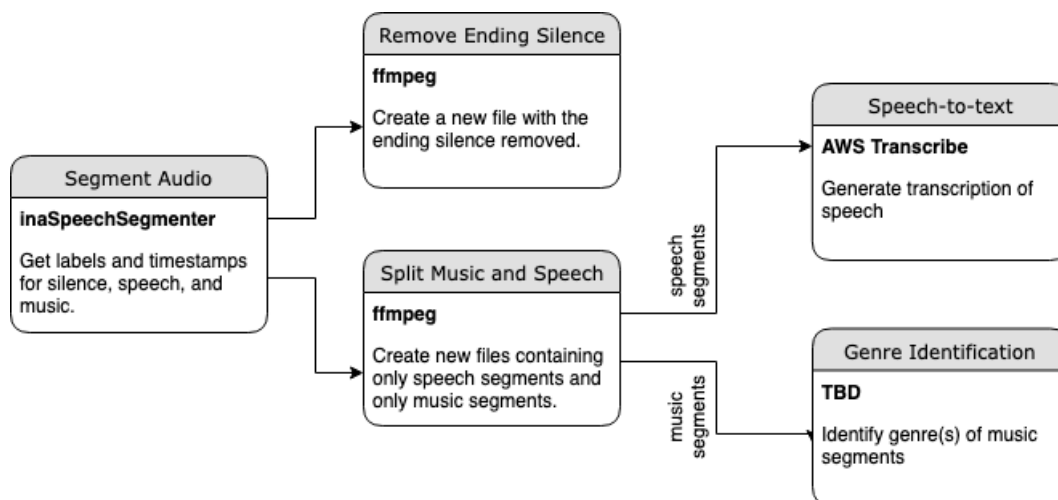 Remove Ending Silence
ffmpeg
Create a new file with the
ending silence removed.
Segment Audio
inaSpeechSegmenter
Get labels and timestamps
for silence, speech, and
music.
Split Music and Speech
ffmpeg
Create new files containing
only speech segments and
only music segments.
speech
segments
music
segments
Speech-to-text
AWS Transcribe
Generate transcription of
speech
Genre Identification
TBD
Identify genre(s) of music
segments